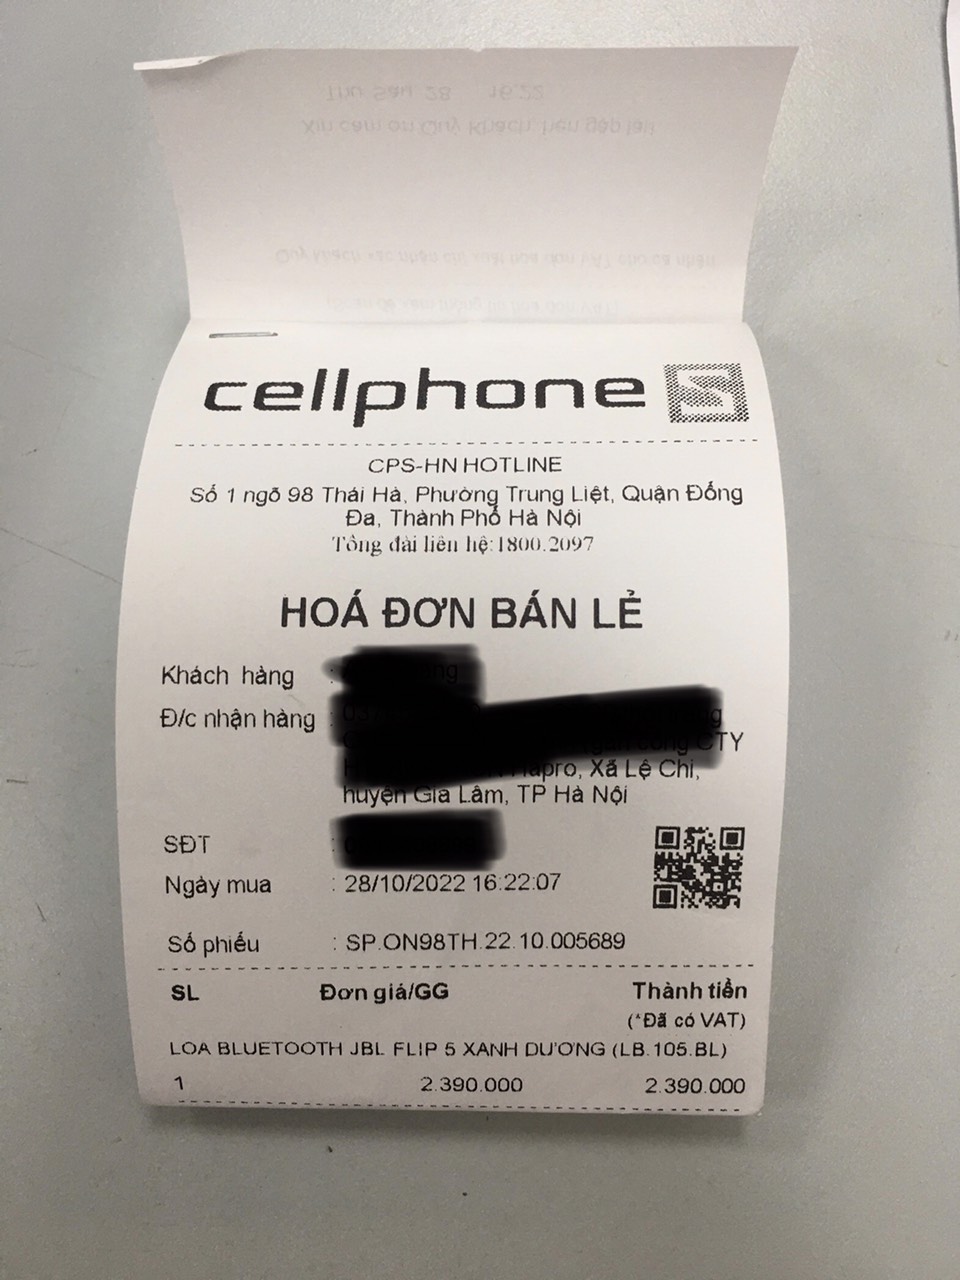 cellphone S
CPS-HN HOTLINE
Số 1 ngõ 98 Thái Hà, Phường Trung Liệt, Quận Đống
Đa, Thành Phố Hà Nội
Tổng đài liên hệ:1800.2097
HOÁ ĐƠN BÁN LẺ
Khách hàng :
Đ/c nhận hàng :
CTY
Hapro, Xã Lệ Chi,
huyện Gia Lâm, TP Hà Nội
SĐT :
Ngày mua : 28/10/2022 16:22:07
Số phiếu : SP.ON98TH.22.10.005689
SL Đơn giá/GG Thành tiền
(*Đã có VAT)
LOA BLUETOOTH JBL FLIP 5 XANH DƯƠNG (LB.105.BL)
1 2.390.000 2.390.000